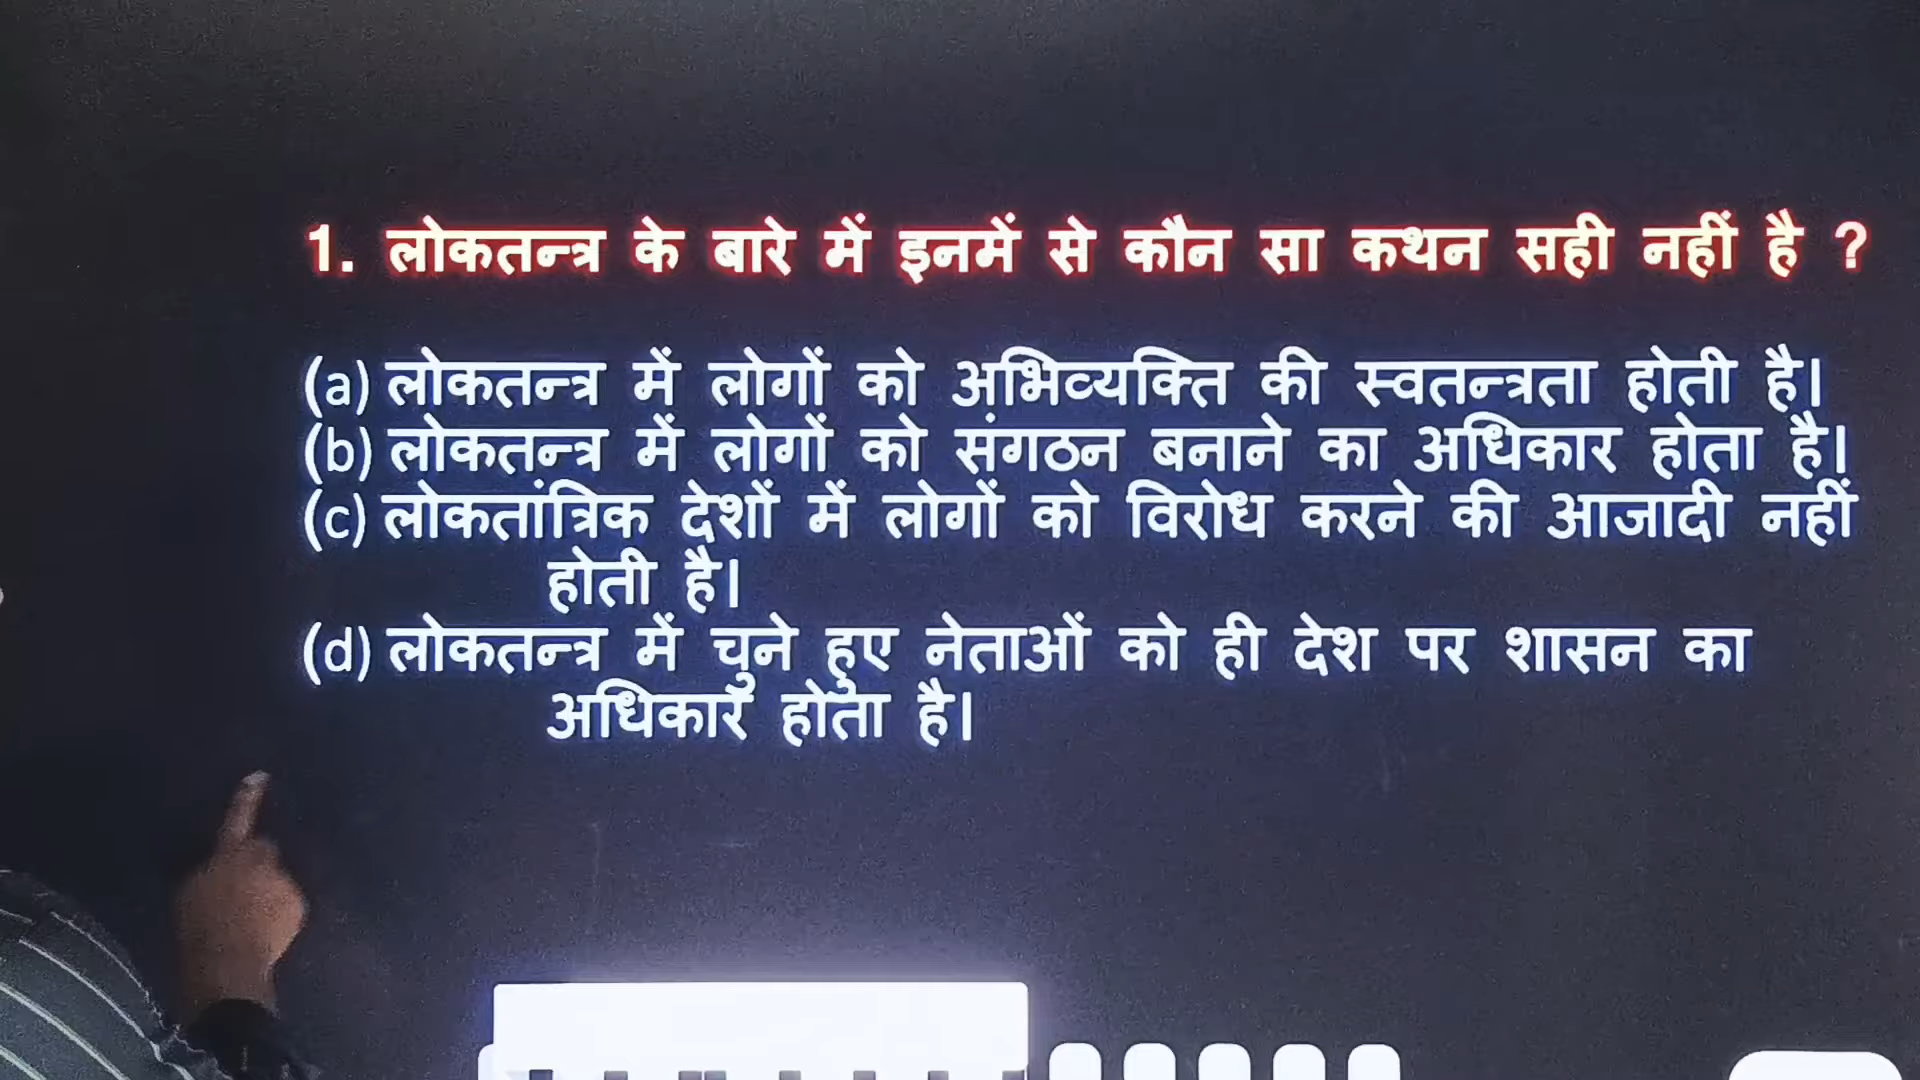 1. लोकतन्त्र के बारे में इनमें से कौन सा कथन सही नहीं है ?
(a) लोकतन्त्र में लोगों को अभिव्यक्ति की स्वतन्त्रता होती है।
(b) लोकतन्त्र में लोगों को संगठन बनाने का अधिकार होता है।
(c) लोकतांत्रिक देशों में लोगों को विरोध करने की आजादी नहीं
होती है।
(d) लोकतन्त्र में चुने हुए नेताओं को ही देश पर शासन का
अधिकार होता है।